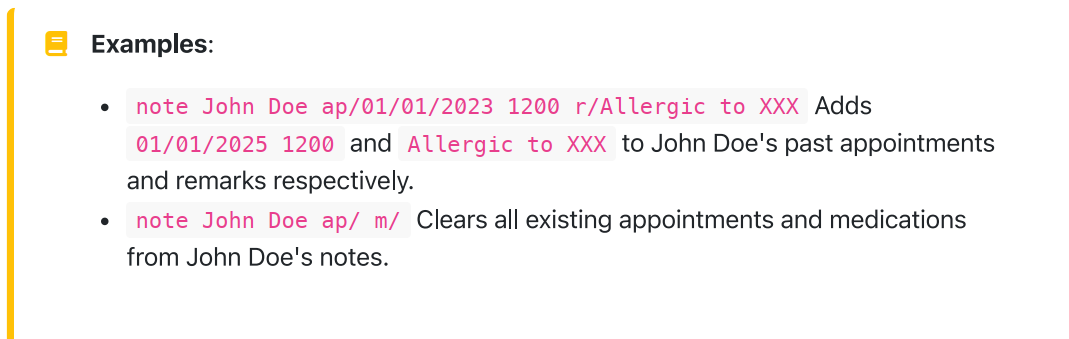 Examples:
• note John Doe ap/01/01/2023 1200 r/Allergic to XXX Adds
01/01/2025 1200 and Allergic to XXX to John Doe's past appointments
and remarks respectively.
• note John Doe ap/ m/ Clears all existing appointments and medications
from John Doe's notes.